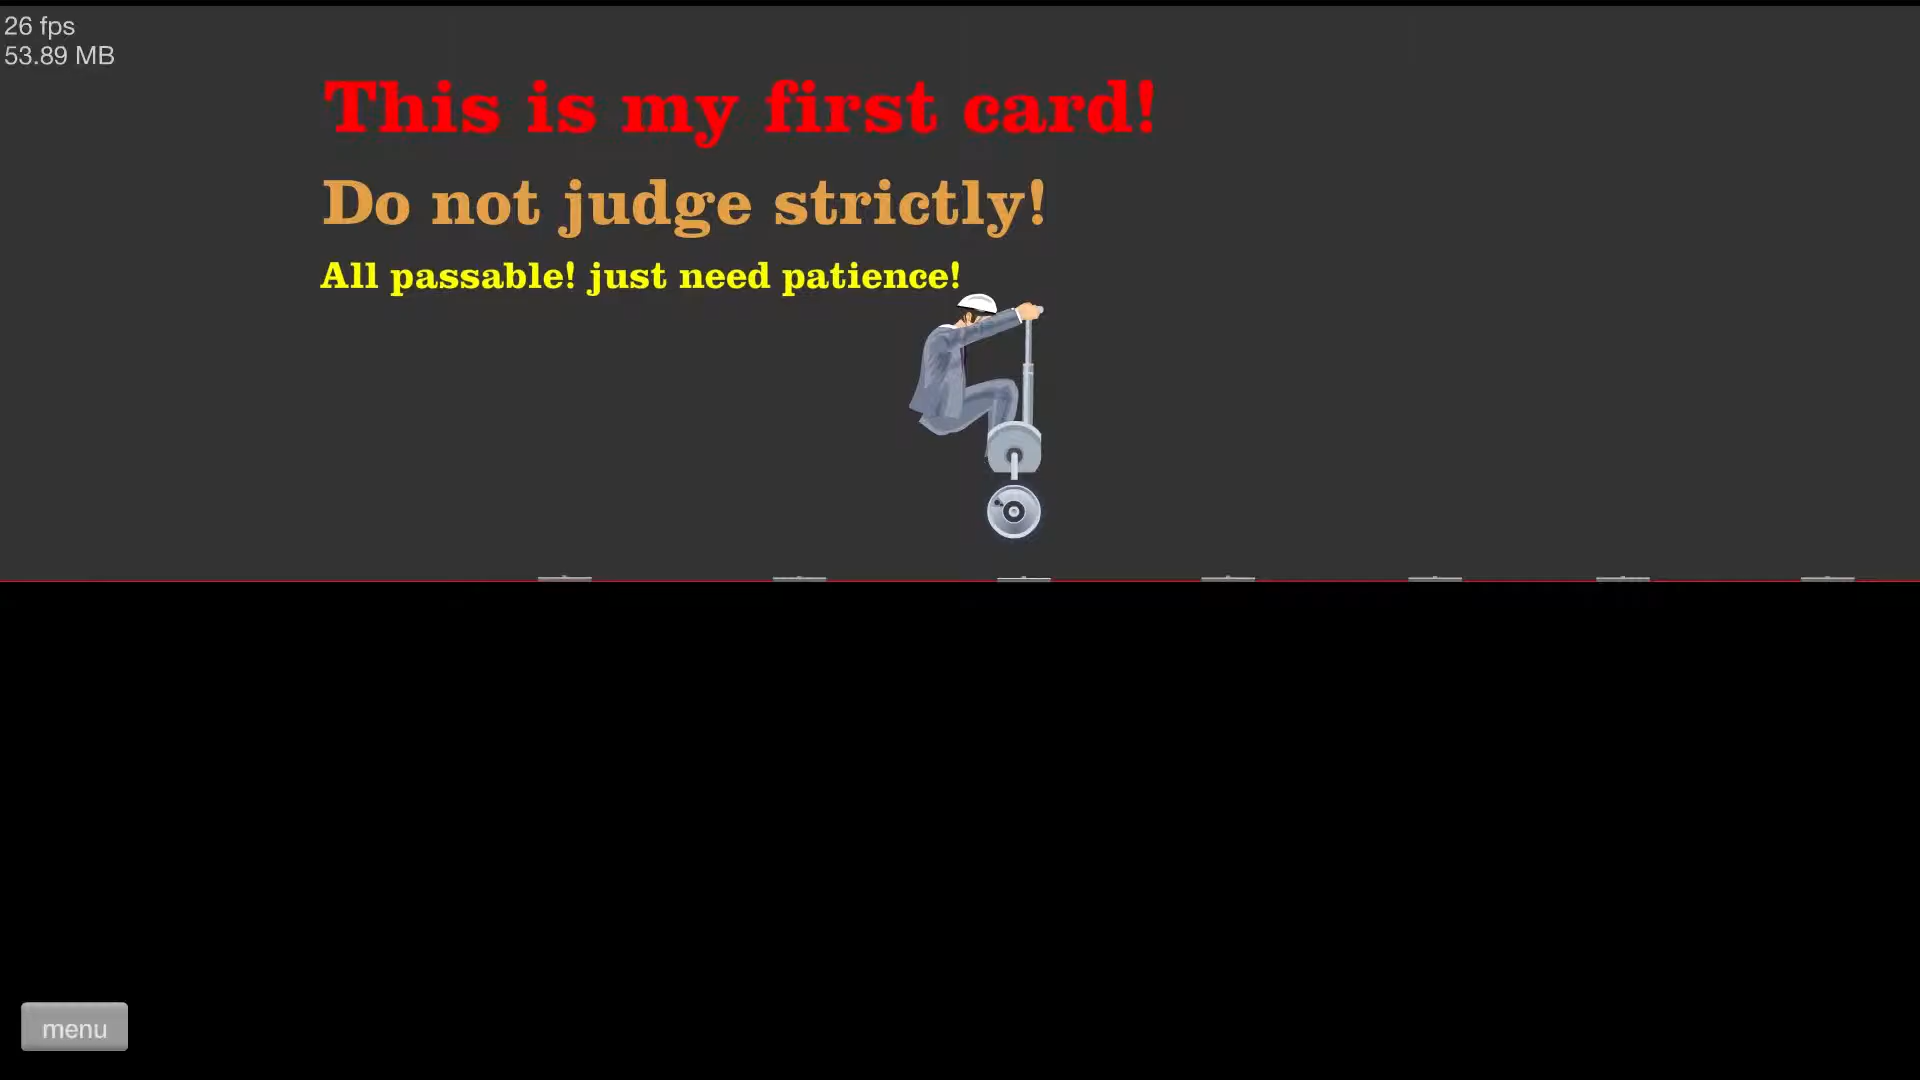 26 fps
53.89 MB
This is my first card!
Do not judge strictly!
All passable! just need patience!
menu